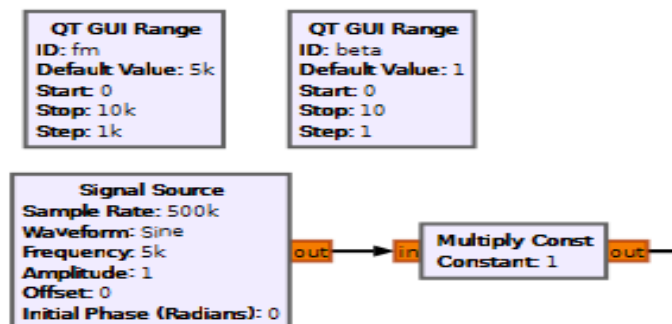 QT GUI Range
ID: fm
Default Value: 5k
Start: 0
Stop: 10k
Step: 1k
QT GUI Range
ID: beta
Default Value: 1
Start: 0
Stop: 10
Step: 1
Signal Source
Sample Rate: 500k
Waveform: Sine
Frequency: 5k
Amplitude: 1
Offset: 0
Initial Phase (Radians): 0
out
in
Multiply Const
Constant: 1
out